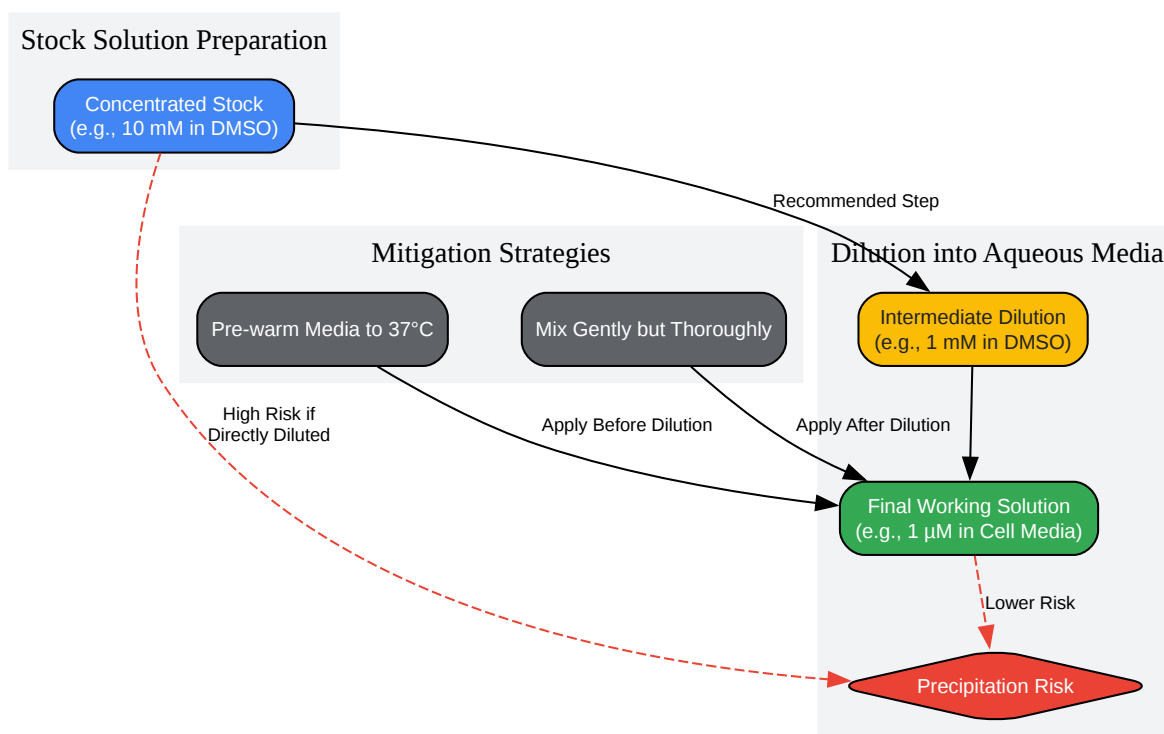 Stock Solution Preparation
Concentrated Stock
(e.g., 10 mM in DMSO)
Recommended Step
Mitigation Strategies
Dilution into Aqueous Media
Pre-warm Media to 37°C
Mix Gently but Thoroughly
Intermediate Dilution
(e.g., 1 mM in DMSO)
High Risk if
Directly Diluted
Apply Before Dilution
Apply After Dilution
Final Working Solution
(e.g., 1 µM in Cell Media)
Lower Risk
Precipitation Risk